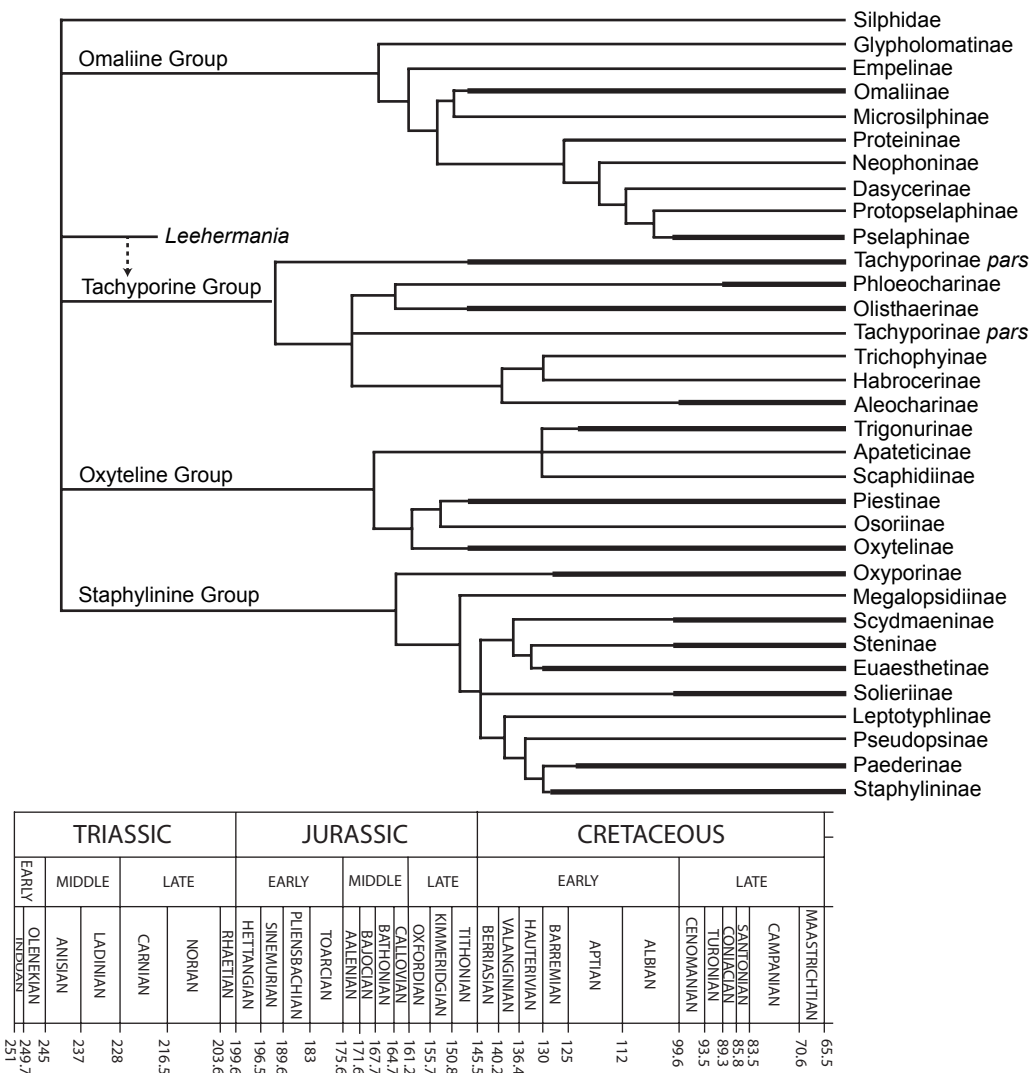 Silphidae
Glypholomatinae
Omaliine Group
Empelinae
Omaliinae
Microsilphinae
Proteininae
Neophoninae
Dasycerinae
Protopselaphinae
Leehermania
Pselaphinae
Tachyporinae pars
Tachyporine Group
Phloeocharinae
Olisthaerinae
Tachyporinae pars
Trichophyinae
Habrocerinae
Aleocharinae
Trigonurinae
Apateticinae
Oxyteline Group
Scaphidiinae
Piestinae
Osoriinae
Oxytelinae
Oxyporinae
Staphylinine Group
Megalopsidiinae
Scydmaeninae
Steninae
Euaesthetinae
Solieriinae
Leptotyphlinae
Pseudopsinae
Paederinae
Staphylininae
TRIASSIC JURASSIC CRETACEOUS
EARLY MIDDLE LATE EARLY MIDDLE LATE EARLY LATE
INDUAN
OLENEKIAN
ANISIAN
LADINIAN
CARNIAN
NORIAN
RHAETIAN
HETTANGIAN
SINEMURIAN
PLIENSBACHIAN
TOARCIAN
AALENIAN
BAJOCIAN
BATHONIAN
CALLOVIAN
OXFORDIAN
KIMMERIDGIAN
TITHONIAN
BERRIASIAN
VALANGINIAN
HAUTERIVIAN
BARREMIAN
APTIAN
ALBIAN
CENOMANIAN
TURONIAN
CONIACIAN
SANTONIAN
CAMPANIAN
MAASTRICHTIAN
251
249.7
245
237
228
216.5
203.6
199.6
196.5
189.6
183
175.6
171.6
167.7
164.7
161.2
155.7
150.8
145.5
140.2
136.4
130
125
112
99.6
93.5
89.3
85.8
83.5
70.6
65.5